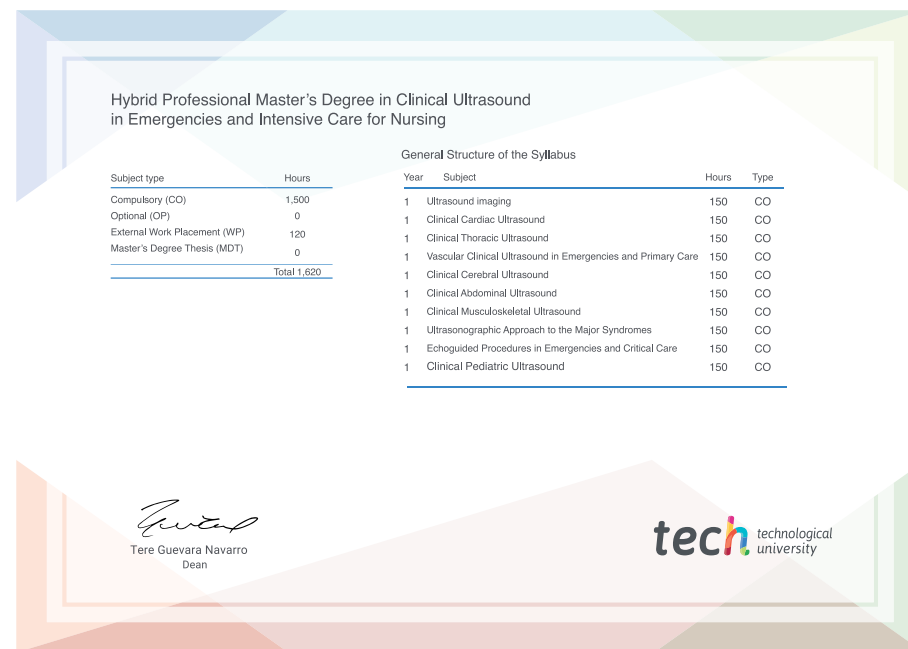 Hybrid Professional Master's Degree in Clinical Ultrasound
in Emergencies and Intensive Care for Nursing
Subject type Hours
Compulsory (CO) 1,500
Optional (OP) 0
External Work Placement (WP) 120
Master's Degree Thesis (MDT) 0
Total 1,620
General Structure of the Syllabus
Year Subject Hours Type
1 Ultrasound imaging 150 CO
1 Clinical Cardiac Ultrasound 150 CO
1 Clinical Thoracic Ultrasound 150 CO
1 Vascular Clinical Ultrasound in Emergencies and Primary Care 150 CO
1 Clinical Cerebral Ultrasound 150 CO
1 Clinical Abdominal Ultrasound 150 CO
1 Clinical Musculoskeletal Ultrasound 150 CO
1 Ultrasonographic Approach to the Major Syndromes 150 CO
1 Echoguided Procedures in Emergencies and Critical Care 150 CO
1 Clinical Pediatric Ultrasound 150 CO
Tere Guevara Navarro
Dean
tech technological
university